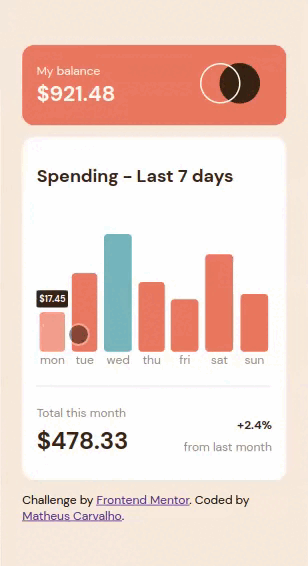 My balance
$921.48
Spending - Last 7 days
$17.45
mon tue wed thu fri sat sun
Total this month
$478.33
+2.4%
from last month
Challenge by Frontend Mentor. Coded by
Matheus Carvalho.